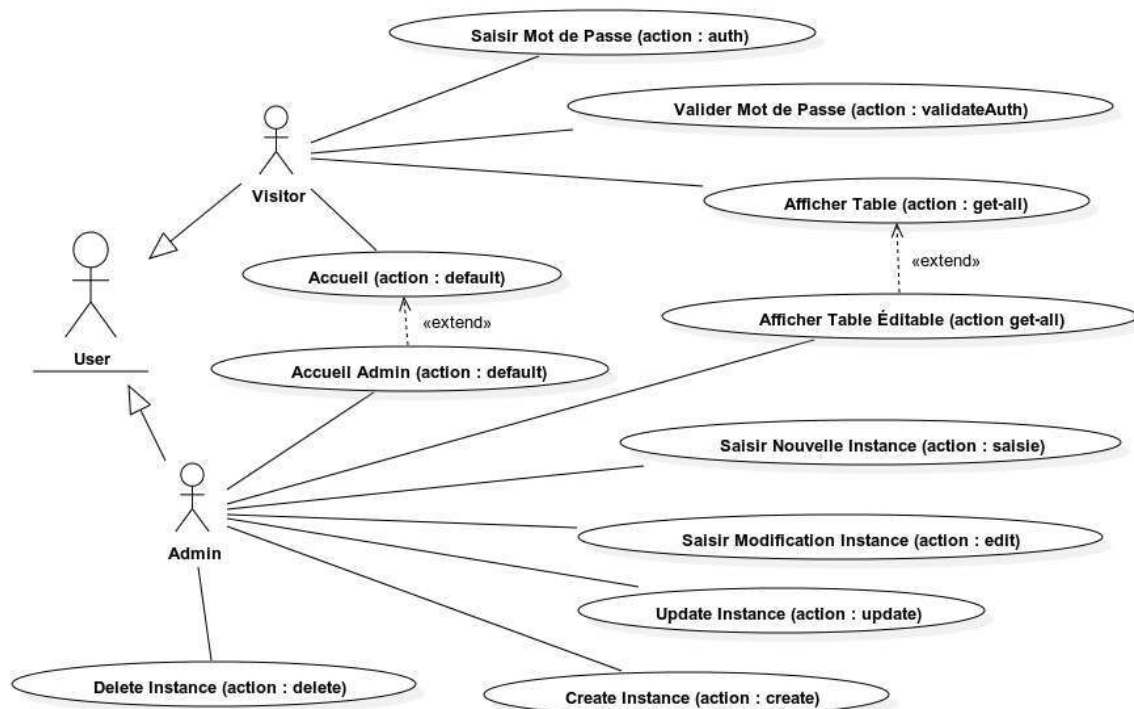 Saisir Mot de Passe (action : auth)
Valider Mot de Passe (action : validateAuth)
Visitor
Afficher Table (action : get-all)
«extend»
Accueil (action : default)
«extend»
Afficher Table Éditable (action get-all)
User
Accueil Admin (action : default)
Saisir Nouvelle Instance (action : saisie)
Saisir Modification Instance (action : edit)
Admin
Update Instance (action : update)
Delete Instance (action : delete)
Create Instance (action : create)